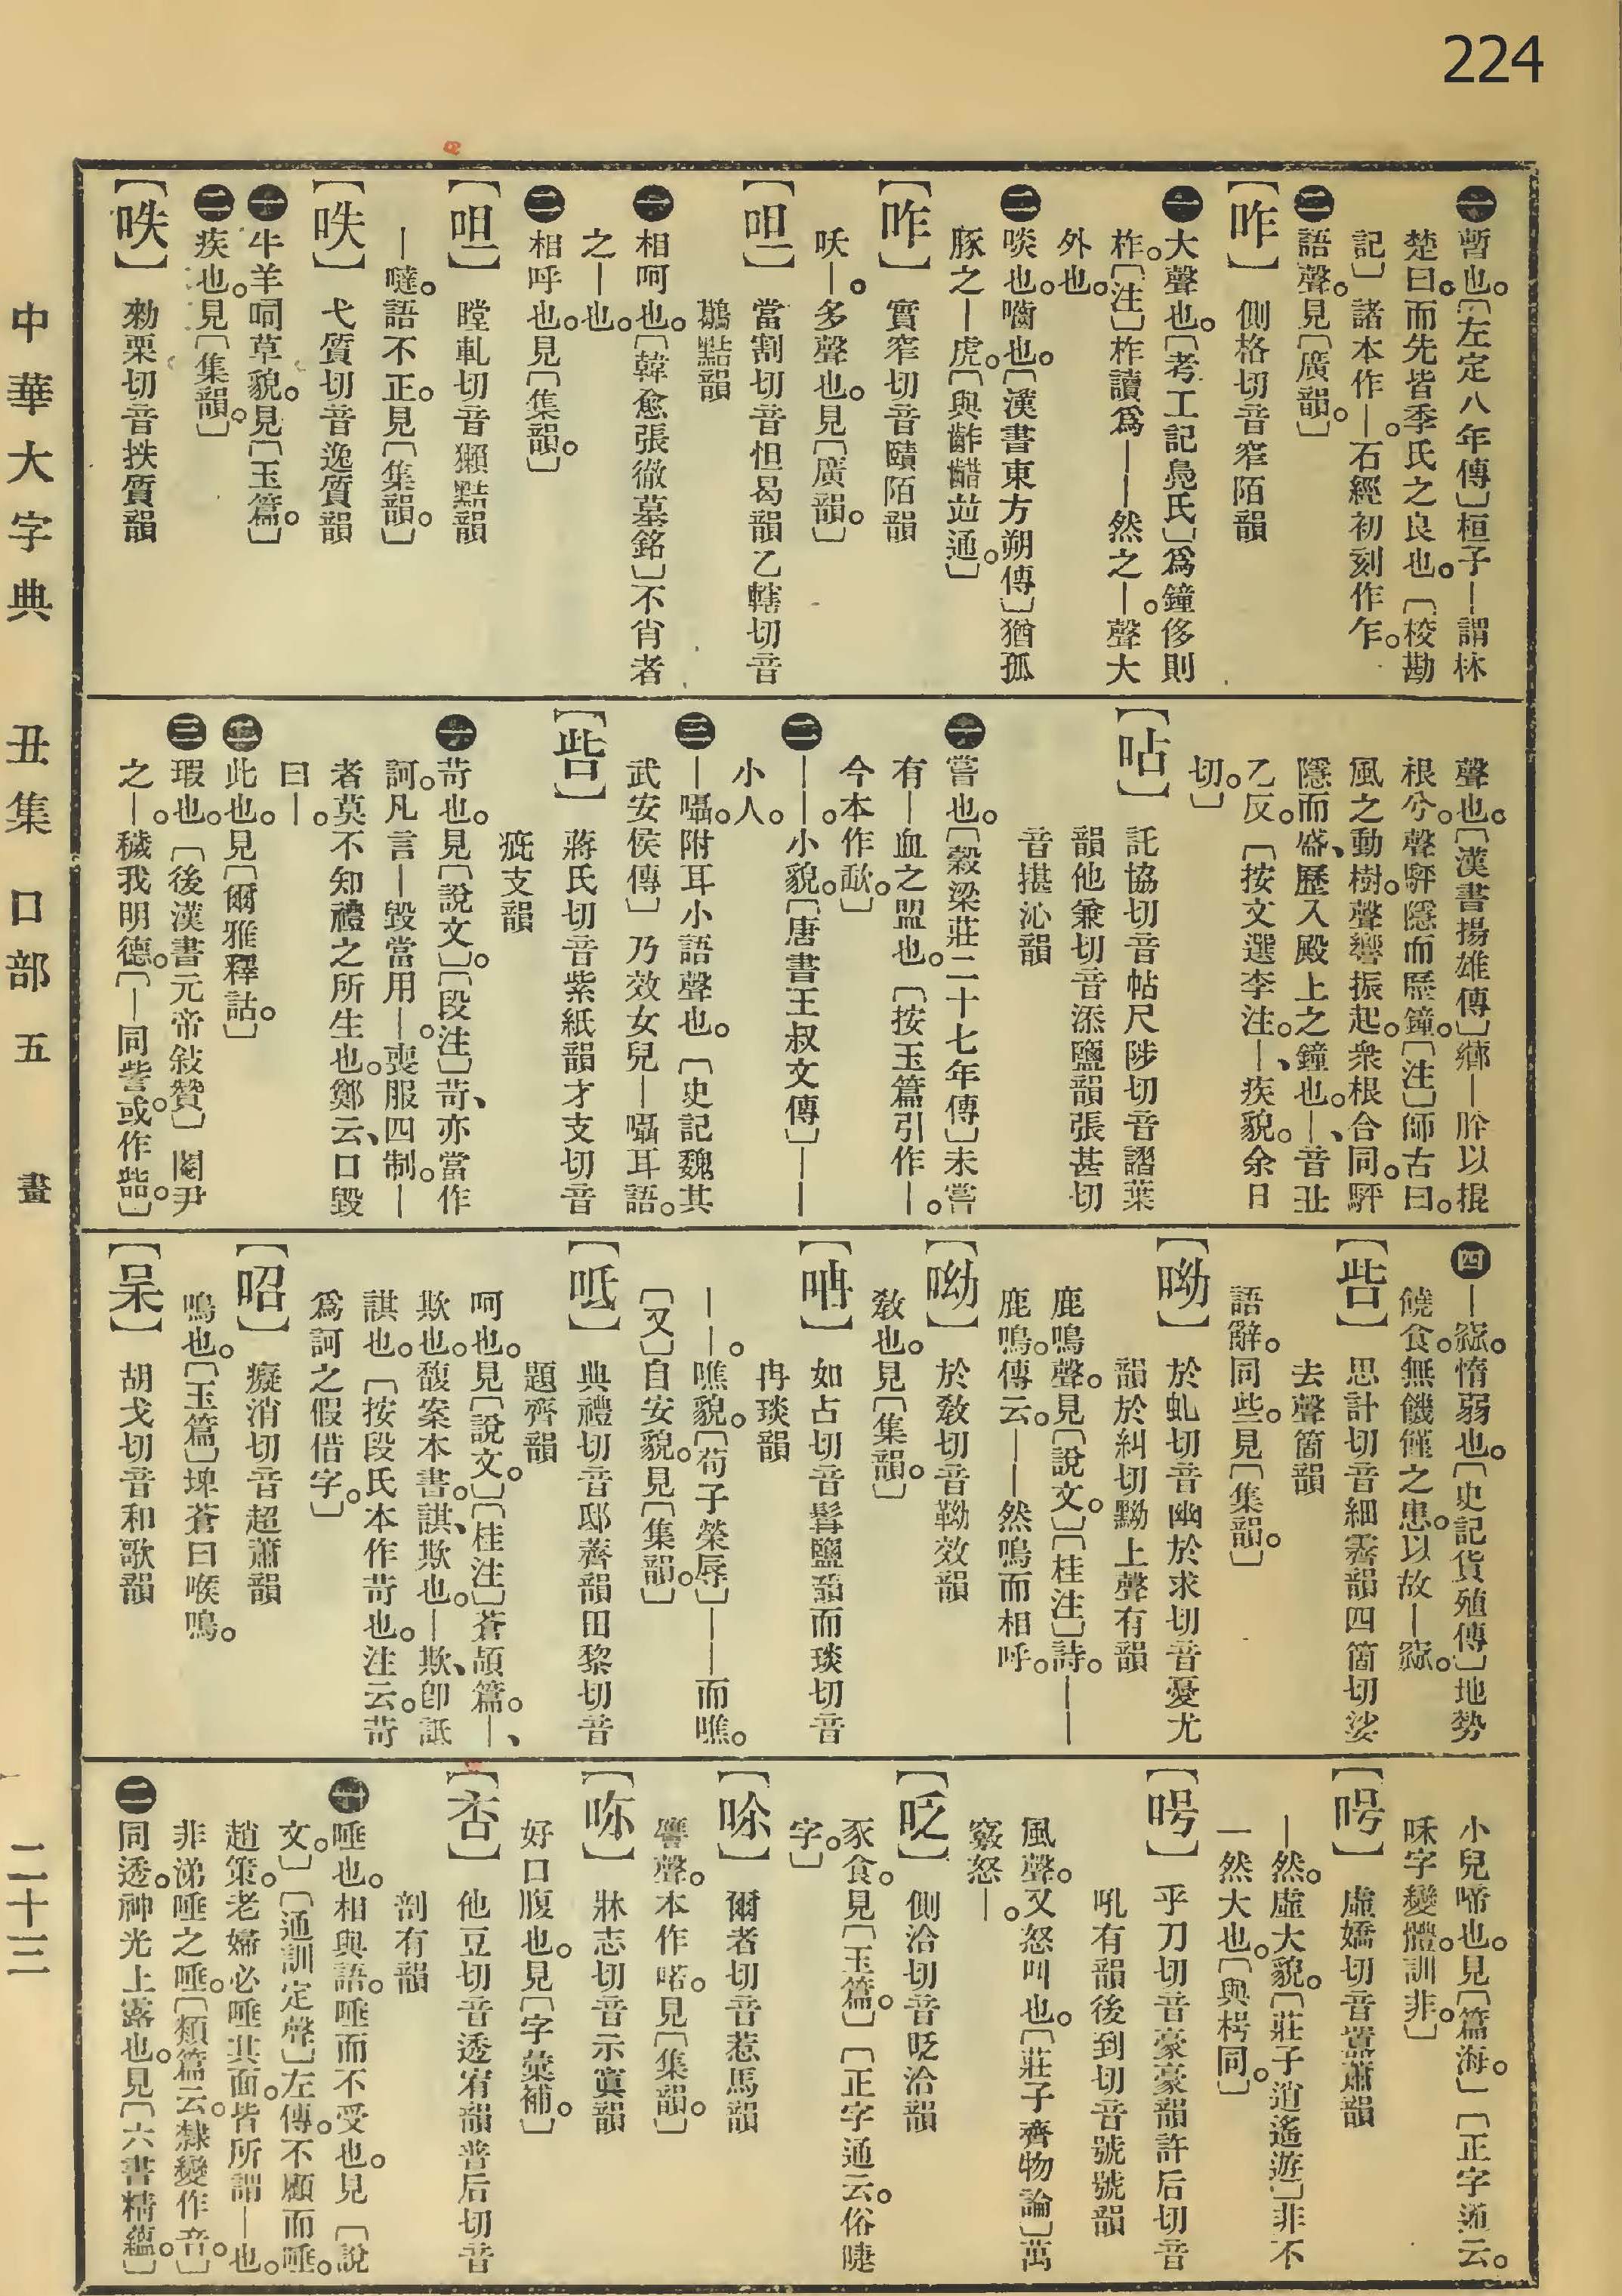 224
㊀暫也。〔左定八年傳〕桓子｜謂林
楚曰。而先皆季氏之良也。〔校勘
記〕諸本作｜。石經初刻作乍。
㊁語聲。見〔廣韻。〕
【咋】側格切音窄陌韻
㊀大聲也。〔考工記鳧氏〕爲鐘侈則
柞。〔注〕柞讀爲｜｜然之｜。聲大
外也。
㊁啖也。嚙也。〔漢書東方朔傳〕猶孤
豚之｜虎。〔與齚齰竝通。〕
【咋】實窄切音賾陌韻
呋｜。多聲也。見〔廣韻。〕
【呾】當割切音怛曷韻乙轄切音
鷃點韻
㊀相呵也。〔韓愈張徹墓銘〕不肖者
之｜也。
㊁相呼也。見〔集韻。〕
【呾】瞠軋切音獺黠韻
｜噠。語不正。見〔集韻。〕
【呹】弋質切音逸質韻
㊀牛羊呞草貌。見〔玉篇。〕
㊁疾也。見〔集韻。〕
【呹】勑栗切音抶質韻
聲也。〔漢書揚雄傳〕薌｜肸以掍
根兮。聲駍隱而歷鐘。〔注〕師古曰。
風之動樹。聲響振起。衆根合同。駍
隱而盛、歷入殿上之鐘也。｜、音丑
乙反。〔按文選李注。｜、疾貌。余日
切。〕
【呫】託協切音帖尺陟切音謵葉
韻他兼切音添鹽韻張甚切
音揕沁韻
㊀嘗也。〔穀梁莊二十七年傳〕未嘗
有｜血之盟也。〔按玉篇引作｜。
今本作歃。〕
㊁｜｜。小貌。〔唐書王叔文傳〕｜｜
小人。
㊂｜囁。附耳小語聲也。〔史記魏其
武安侯傳〕乃效女兒｜囁耳語。
【呰】蔣氏切音紫紙韻才支切音
疵支韻
㊀苛也。見〔說文。〕〔段注〕苛、亦當作
訶。凡言｜毀當用｜。喪服四制。｜
者莫不知禮之所生也。鄭云、口毀
曰｜。
㊁此也。見〔爾雅釋詁。〕
㊂瑕也。〔後漢書元帝敍贊〕閹尹
之｜。穢我明德。〔｜同訾。或作㱔。〕
㊃｜窳。惰弱也。〔史記貨殖傳〕地勢
饒食。無饑饉之患。以故｜窳。
【呰】思計切音細霽韻四箇切娑
去聲箇韻
語辭。同些。見〔集韻。〕
【呦】於虬切音幽於求切音憂尤
韻於糾切黝上聲有韻
鹿鳴聲。見〔說文。〕〔桂注〕詩。｜｜
鹿鳴。傳云。｜｜然鳴而相呼。
【呦】於敎切音靿效韻
敎也。見〔集韻。〕
【呥】如占切音髥鹽韻而琰切音
冉琰韻
｜｜。噍貌。〔荀子榮辱〕｜｜而噍。
〔又〕自安貌。見〔集韻。〕
【呧】典禮切音邸薺韻田黎切音
題齊韻
呵也。見〔說文。〕〔桂注〕蒼頡篇。｜、
欺也。馥案本書。諆、欺也。｜欺、卽詆
諆也。〔按段氏本作苛也。注云。苛
爲訶之假借字。〕
【呫】癡消切音超蕭韻
嗚也。〔玉篇〕埤蒼曰喉鳴。
【呆】胡戈切音和歌韻
小兒啼也。見〔篇海。〕〔正字通云。
咊字變體。訓非。〕
【呺】虛嬌切音囂蕭韻
｜然。虛大貌。〔莊子逍遙遊〕非不
｜然大也。〔與枵同。〕
【呺】乎刀切音豪豪韻許后切音
吼有韻後到切音號號韻
風聲。又怒叫也。〔莊子齊物論〕萬
竅怒｜。
【眨】側洽切音眨洽韻
豕食。見〔玉篇。〕〔正字通云。俗䏹
字。〕
【唋】爾者切音惹馬韻
譍聲。本作喏。見〔集韻。〕
【咏】牀志切音示寘韻
好口腹也。見〔字彙補。〕
【咅】他豆切音透宥韻普后切音
剖有韻
㊀唾也。相與語。唾而不受也。見〔說
文。〕〔通訓定聲〕左傳。不顧而唾。
趙策。老婦必唾其面。皆所謂｜也。
非涕唾之唾。〔類篇云。隸變作咅。〕
㊁同透。神光上露也。見〔六書精蘊。〕
中華大字典　丑集　口部　五　畫　二十三